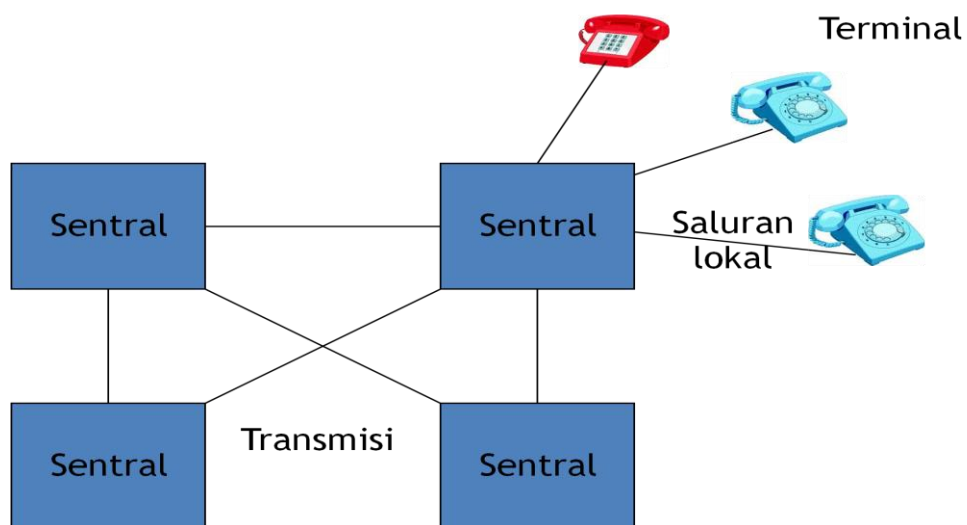 Terminal
Sentral
Sentral
Saluran
lokal
Sentral
Transmisi
Sentral